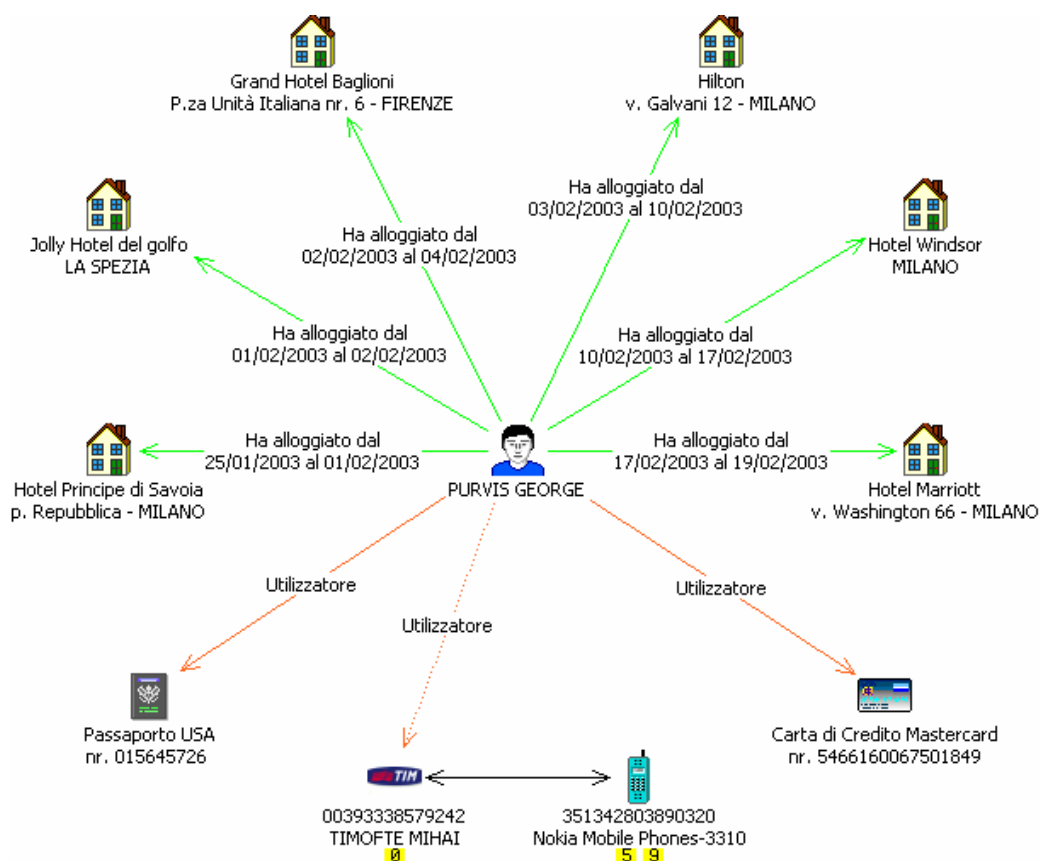 Grand Hotel Baglioni
P.za Unità Italiana nr. 6 - FIRENZE
Hilton
v. Galvani 12 - MILANO
Ha alloggiato dal
03/02/2003 al 10/02/2003
Jolly Hotel del golfo
LA SPEZIA
Ha alloggiato dal
02/02/2003 al 04/02/2003
Hotel Windsor
MILANO
Ha alloggiato dal
01/02/2003 al 02/02/2003
Ha alloggiato dal
10/02/2003 al 17/02/2003
Hotel Principe di Savoia
p. Repubblica - MILANO
Ha alloggiato dal
25/01/2003 al 01/02/2003
PURVIS GEORGE
Ha alloggiato dal
17/02/2003 al 19/02/2003
Hotel Marriott
v. Washington 66 - MILANO
Utilizzatore
Utilizzatore
Utilizzatore
Passaporto USA
nr. 015645726
Carta di Credito Mastercard
nr. 5466160067501849
TIM
00393338579242
TIMOFTE MIHAI
0
351342803890320
Nokia Mobile Phones-3310
5 9